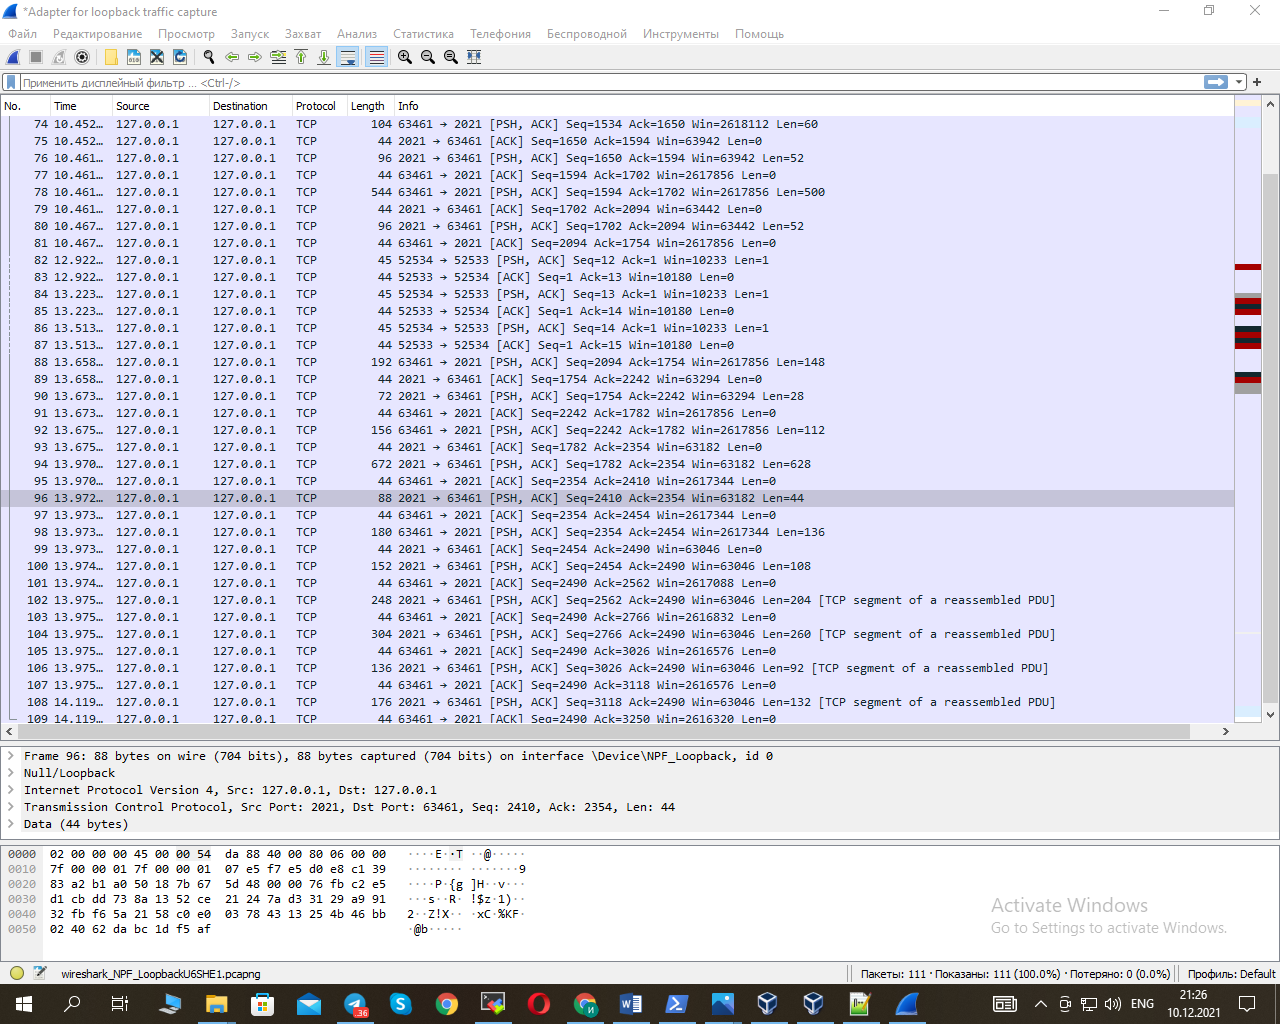 *Adapter for loopback traffic capture
Файл Редактирование Просмотр Запуск Захват Анализ Статистика Телефония Беспроводной Инструменты Помощь
Применить дисплейный фильтр ... <Ctrl-/>
No. Time Source Destination Protocol Length Info
74 10.452… 127.0.0.1 127.0.0.1 TCP 104 63461 → 2021 [PSH, ACK] Seq=1534 Ack=1650 Win=2618112 Len=60
75 10.452… 127.0.0.1 127.0.0.1 TCP 44 2021 → 63461 [ACK] Seq=1650 Ack=1594 Win=63942 Len=0
76 10.461… 127.0.0.1 127.0.0.1 TCP 96 2021 → 63461 [PSH, ACK] Seq=1650 Ack=1594 Win=63942 Len=52
77 10.461… 127.0.0.1 127.0.0.1 TCP 44 63461 → 2021 [ACK] Seq=1594 Ack=1702 Win=2617856 Len=0
78 10.461… 127.0.0.1 127.0.0.1 TCP 544 63461 → 2021 [PSH, ACK] Seq=1594 Ack=1702 Win=2617856 Len=500
79 10.461… 127.0.0.1 127.0.0.1 TCP 44 2021 → 63461 [ACK] Seq=1702 Ack=2094 Win=63442 Len=0
80 10.467… 127.0.0.1 127.0.0.1 TCP 96 2021 → 63461 [PSH, ACK] Seq=1702 Ack=2094 Win=63442 Len=52
81 10.467… 127.0.0.1 127.0.0.1 TCP 44 63461 → 2021 [ACK] Seq=2094 Ack=1754 Win=2617856 Len=0
82 12.922… 127.0.0.1 127.0.0.1 TCP 45 52534 → 52533 [PSH, ACK] Seq=12 Ack=1 Win=10233 Len=1
83 12.922… 127.0.0.1 127.0.0.1 TCP 44 52533 → 52534 [ACK] Seq=1 Ack=13 Win=10180 Len=0
84 13.223… 127.0.0.1 127.0.0.1 TCP 45 52534 → 52533 [PSH, ACK] Seq=13 Ack=1 Win=10233 Len=1
85 13.223… 127.0.0.1 127.0.0.1 TCP 44 52533 → 52534 [ACK] Seq=1 Ack=14 Win=10180 Len=0
86 13.513… 127.0.0.1 127.0.0.1 TCP 45 52534 → 52533 [PSH, ACK] Seq=14 Ack=1 Win=10233 Len=1
87 13.513… 127.0.0.1 127.0.0.1 TCP 44 52533 → 52534 [ACK] Seq=1 Ack=15 Win=10180 Len=0
88 13.658… 127.0.0.1 127.0.0.1 TCP 192 63461 → 2021 [PSH, ACK] Seq=2094 Ack=1754 Win=2617856 Len=148
89 13.658… 127.0.0.1 127.0.0.1 TCP 44 2021 → 63461 [ACK] Seq=1754 Ack=2242 Win=63294 Len=0
90 13.673… 127.0.0.1 127.0.0.1 TCP 72 2021 → 63461 [PSH, ACK] Seq=1754 Ack=2242 Win=63294 Len=28
91 13.673… 127.0.0.1 127.0.0.1 TCP 44 63461 → 2021 [ACK] Seq=2242 Ack=1782 Win=2617856 Len=0
92 13.675… 127.0.0.1 127.0.0.1 TCP 156 63461 → 2021 [PSH, ACK] Seq=2242 Ack=1782 Win=2617856 Len=112
93 13.675… 127.0.0.1 127.0.0.1 TCP 44 2021 → 63461 [ACK] Seq=1782 Ack=2354 Win=63182 Len=0
94 13.970… 127.0.0.1 127.0.0.1 TCP 672 2021 → 63461 [PSH, ACK] Seq=1782 Ack=2354 Win=63182 Len=628
95 13.970… 127.0.0.1 127.0.0.1 TCP 44 63461 → 2021 [ACK] Seq=2354 Ack=2410 Win=2617344 Len=0
96 13.972… 127.0.0.1 127.0.0.1 TCP 88 2021 → 63461 [PSH, ACK] Seq=2410 Ack=2354 Win=63182 Len=44
97 13.973… 127.0.0.1 127.0.0.1 TCP 44 63461 → 2021 [ACK] Seq=2354 Ack=2454 Win=2617344 Len=0
98 13.973… 127.0.0.1 127.0.0.1 TCP 180 63461 → 2021 [PSH, ACK] Seq=2354 Ack=2454 Win=2617344 Len=136
99 13.973… 127.0.0.1 127.0.0.1 TCP 44 2021 → 63461 [ACK] Seq=2454 Ack=2490 Win=63046 Len=0
100 13.974… 127.0.0.1 127.0.0.1 TCP 152 2021 → 63461 [PSH, ACK] Seq=2454 Ack=2490 Win=63046 Len=108
101 13.974… 127.0.0.1 127.0.0.1 TCP 44 63461 → 2021 [ACK] Seq=2490 Ack=2562 Win=2617088 Len=0
102 13.975… 127.0.0.1 127.0.0.1 TCP 248 2021 → 63461 [PSH, ACK] Seq=2562 Ack=2490 Win=63046 Len=204 [TCP segment of a reassembled PDU]
103 13.975… 127.0.0.1 127.0.0.1 TCP 44 63461 → 2021 [ACK] Seq=2490 Ack=2766 Win=2616832 Len=0
104 13.975… 127.0.0.1 127.0.0.1 TCP 304 2021 → 63461 [PSH, ACK] Seq=2766 Ack=2490 Win=63046 Len=260 [TCP segment of a reassembled PDU]
105 13.975… 127.0.0.1 127.0.0.1 TCP 44 63461 → 2021 [ACK] Seq=2490 Ack=3026 Win=2616576 Len=0
106 13.975… 127.0.0.1 127.0.0.1 TCP 136 2021 → 63461 [PSH, ACK] Seq=3026 Ack=2490 Win=63046 Len=92 [TCP segment of a reassembled PDU]
107 13.975… 127.0.0.1 127.0.0.1 TCP 44 63461 → 2021 [ACK] Seq=2490 Ack=3118 Win=2616576 Len=0
108 14.119… 127.0.0.1 127.0.0.1 TCP 176 2021 → 63461 [PSH, ACK] Seq=3118 Ack=2490 Win=63046 Len=132 [TCP segment of a reassembled PDU]
109 14.119… 127.0.0.1 127.0.0.1 TCP 44 63461 → 2021 [ACK] Seq=2490 Ack=3250 Win=2616320 Len=0
Frame 96: 88 bytes on wire (704 bits), 88 bytes captured (704 bits) on interface \Device\NPF_Loopback, id 0
Null/Loopback
Internet Protocol Version 4, Src: 127.0.0.1, Dst: 127.0.0.1
Transmission Control Protocol, Src Port: 2021, Dst Port: 63461, Seq: 2410, Ack: 2354, Len: 44
Data (44 bytes)
0000 02 00 00 00 45 00 00 54 da 88 40 00 80 06 00 00 ····E··T ··@·····
0010 7f 00 00 01 7f 00 00 01 07 e5 f7 e5 d0 e8 c1 39 ········ ·······9
0020 83 a2 b1 a0 50 18 7b 67 5d 48 00 00 76 fb c2 e5 ····P·{g ]H··v···
0030 d1 cb dd 73 8a 13 52 ce 21 24 7a d3 31 29 a9 91 ···s··R· !$z·1)··
0040 32 fb f6 5a 21 58 c0 e0 03 78 43 13 25 4b 46 bb 2··Z!X·· ·xC·%KF·
0050 02 40 62 da bc 1d f5 af ·@b·····
Activate Windows
Go to Settings to activate Windows.
wireshark_NPF_LoopbackU6SHE1.pcapng Пакеты: 111 · Показаны: 111 (100.0%) · Потеряно: 0 (0.0%) Профиль: Default
.36
И
ENG
21:26
10.12.2021